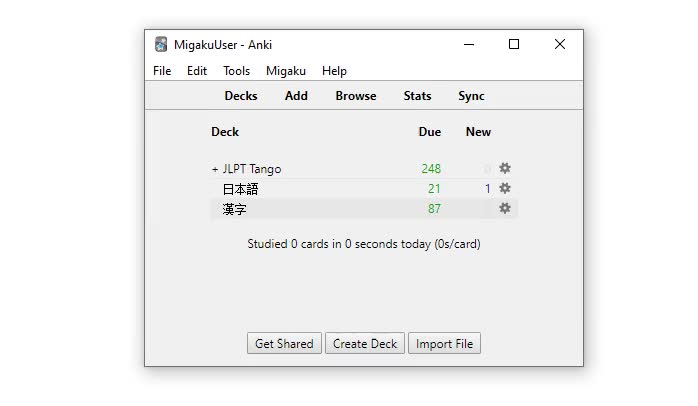 MigakuUser - Anki
File Edit Tools Migaku Help
Decks Add Browse Stats Sync
Deck Due New
+ JLPT Tango 248 0
日本語 21 1
漢字 87
Studied 0 cards in 0 seconds today (0s/card)
Get Shared Create Deck Import File